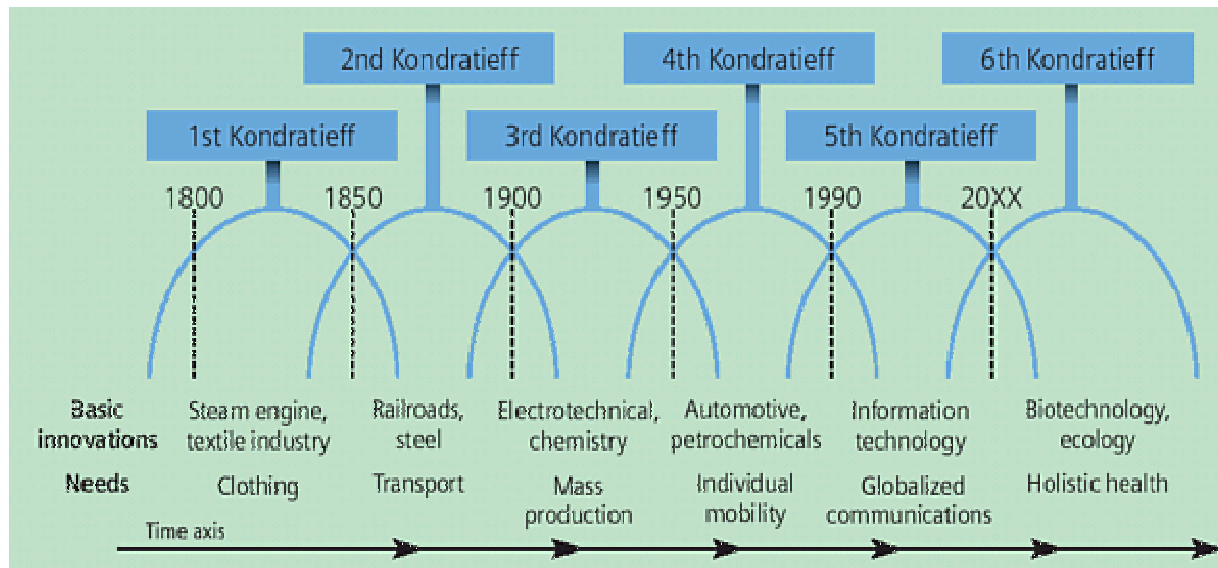 2nd Kondratieff
4th Kondratieff
6th Kondratieff
1st Kondratieff
3rd Kondratieff
5th Kondratieff
1800
1850
1900
1950
1990
20XX
Basic
innovations
Steam engine,
textile industry
Railroads,
steel
Electrotechnical,
chemistry
Automotive,
petrochemicals
Information
technology
Biotechnology,
ecology
Needs
Clothing
Transport
Mass
production
Individual
mobility
Globalized
communications
Holistic health
Time axis